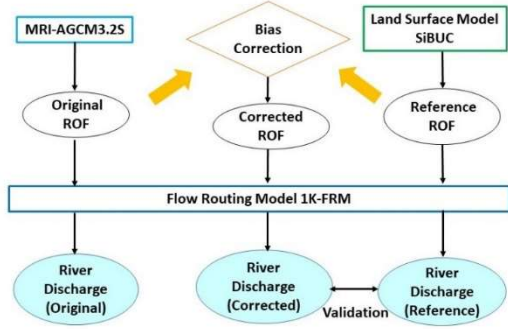 MRI-AGCM3.2S
Bias
Correction
Land Surface Model
SiBUC
Original
ROF
Corrected
ROF
Reference
ROF
Flow Routing Model 1K-FRM
River
Discharge
(Original)
River
Discharge
(Corrected)
Validation
River
Discharge
(Reference)